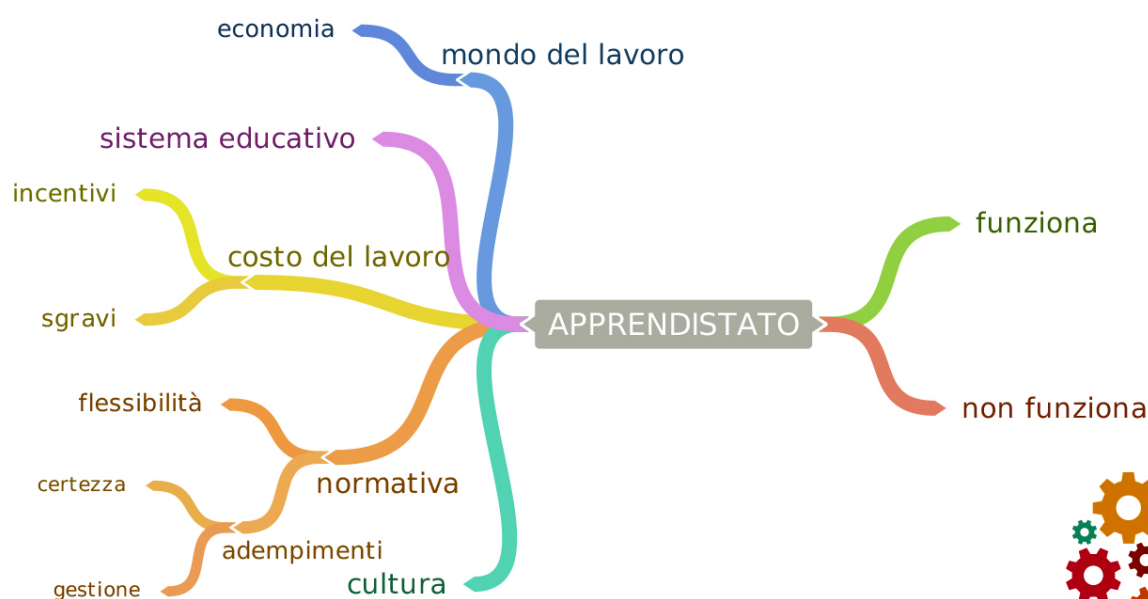 economia
mondo del lavoro
sistema educativo
incentivi
costo del lavoro
sgravi
flessibilità
certezza
normativa
adempimenti
gestione
cultura
APPRENDISTATO
funziona
non funziona